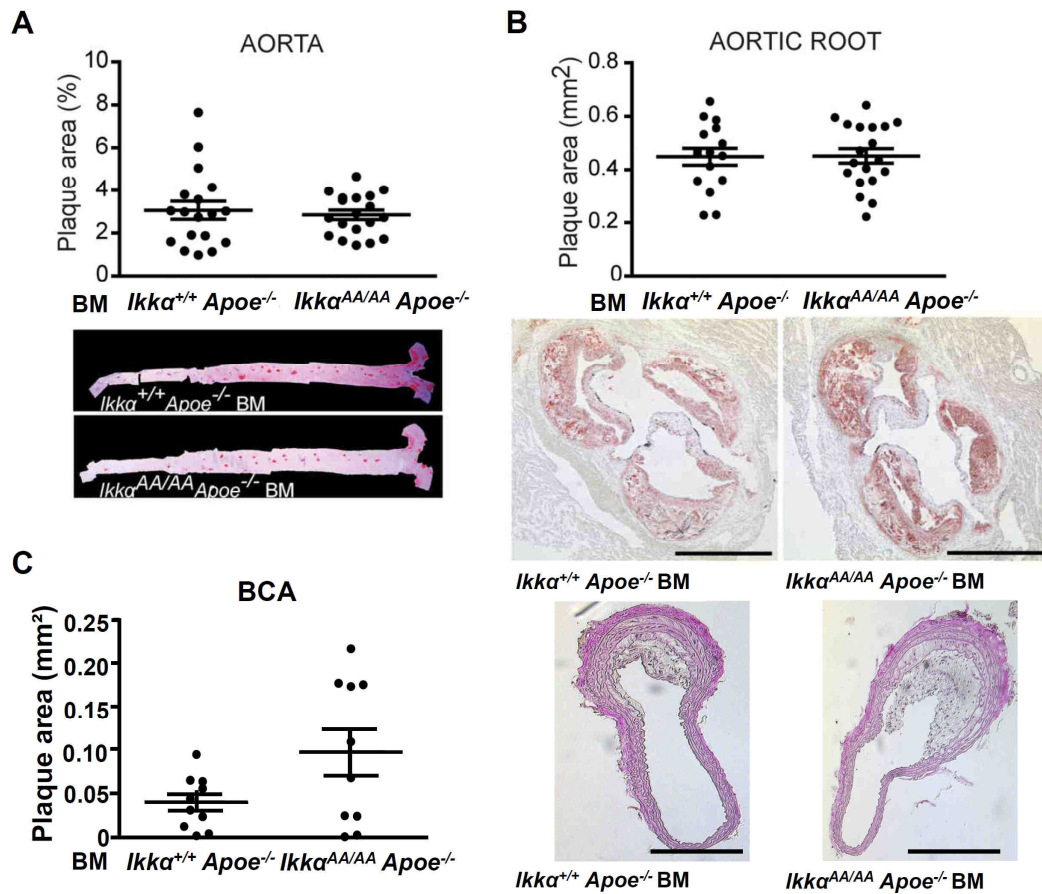 A
AORTA
Plaque area (%)
10
8
6
4
2
0
BM Ikkα+/+ Apoe-/- IkkαAA/AA Apoe-/-
Ikkα+/+Apoe-/- BM
IkkαAA/AAApoe-/- BM
B
AORTIC ROOT
Plaque area (mm2)
0.8
0.6
0.4
0.2
0
BM Ikkα+/+ Apoe-/- IkkαAA/AA Apoe-/-
Ikkα+/+ Apoe-/- BM IkkαAA/AA Apoe-/- BM
C
BCA
Plaque area (mm²)
0.25
0.20
0.15
0.10
0.05
0
BM Ikkα+/+ Apoe-/- IkkαAA/AA Apoe-/-
Ikkα+/+ Apoe-/- BM IkkαAA/AA Apoe-/- BM